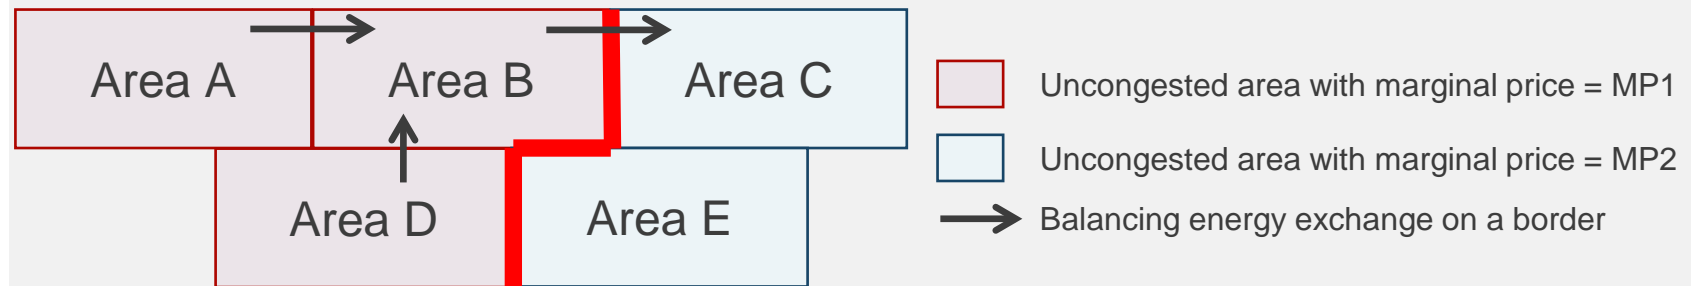 Area A
Area B
Area C
Area D
Area E
Uncongested area with marginal price = MP1
Uncongested area with marginal price = MP2
Balancing energy exchange on a border